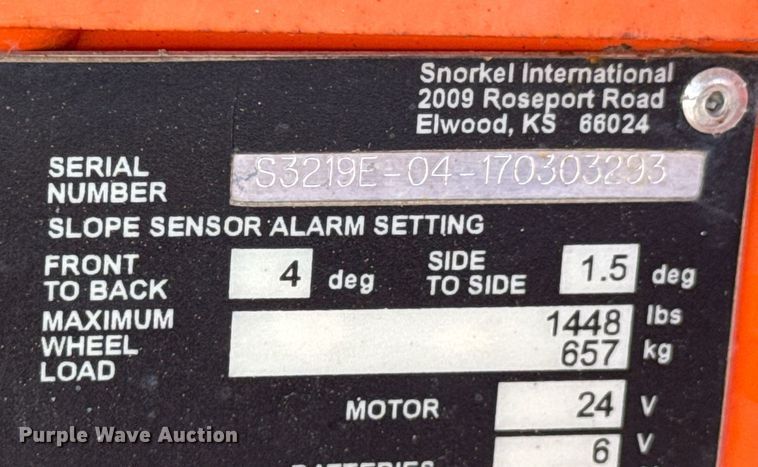 Snorkel International
2009 Roseport Road
Elwood, KS 66024
SERIAL NUMBER S3219E-04-170303293
SLOPE SENSOR ALARM SETTING
FRONT TO BACK 4 deg SIDE TO SIDE 1.5 deg
MAXIMUM WHEEL LOAD 1448 lbs 657 kg
MOTOR 24 V
BATTERIES 6 V
Purple Wave Auction